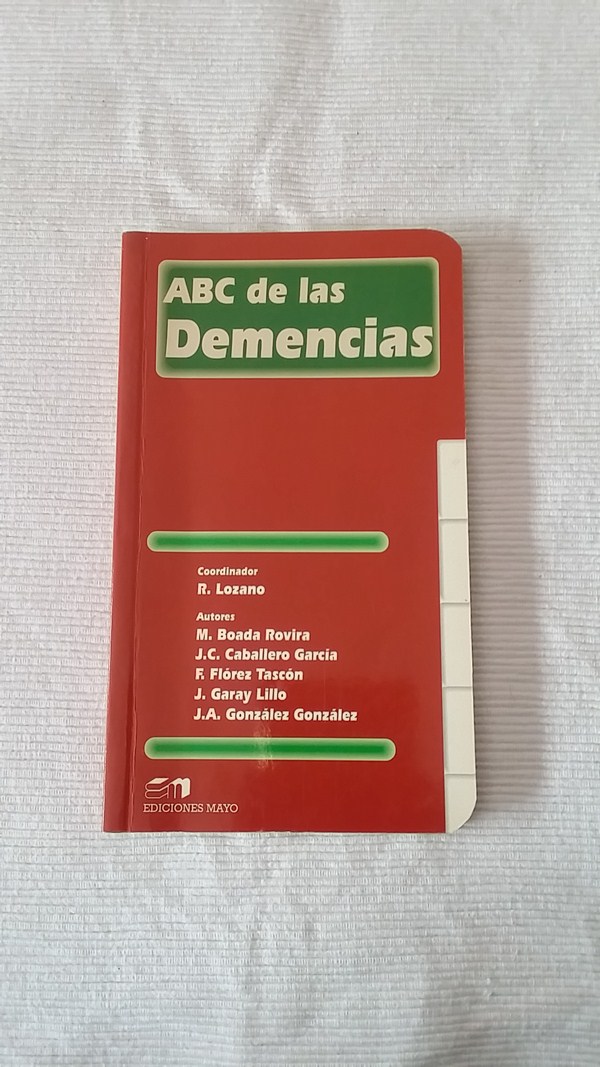 ABC de las
Demencias
Coordinador
R. Lozano
Autores
M. Boada Rovira
J.C. Caballero García
F. Flórez Tascón
J. Garay Lillo
J.A. González González
EM
EDICIONES MAYO